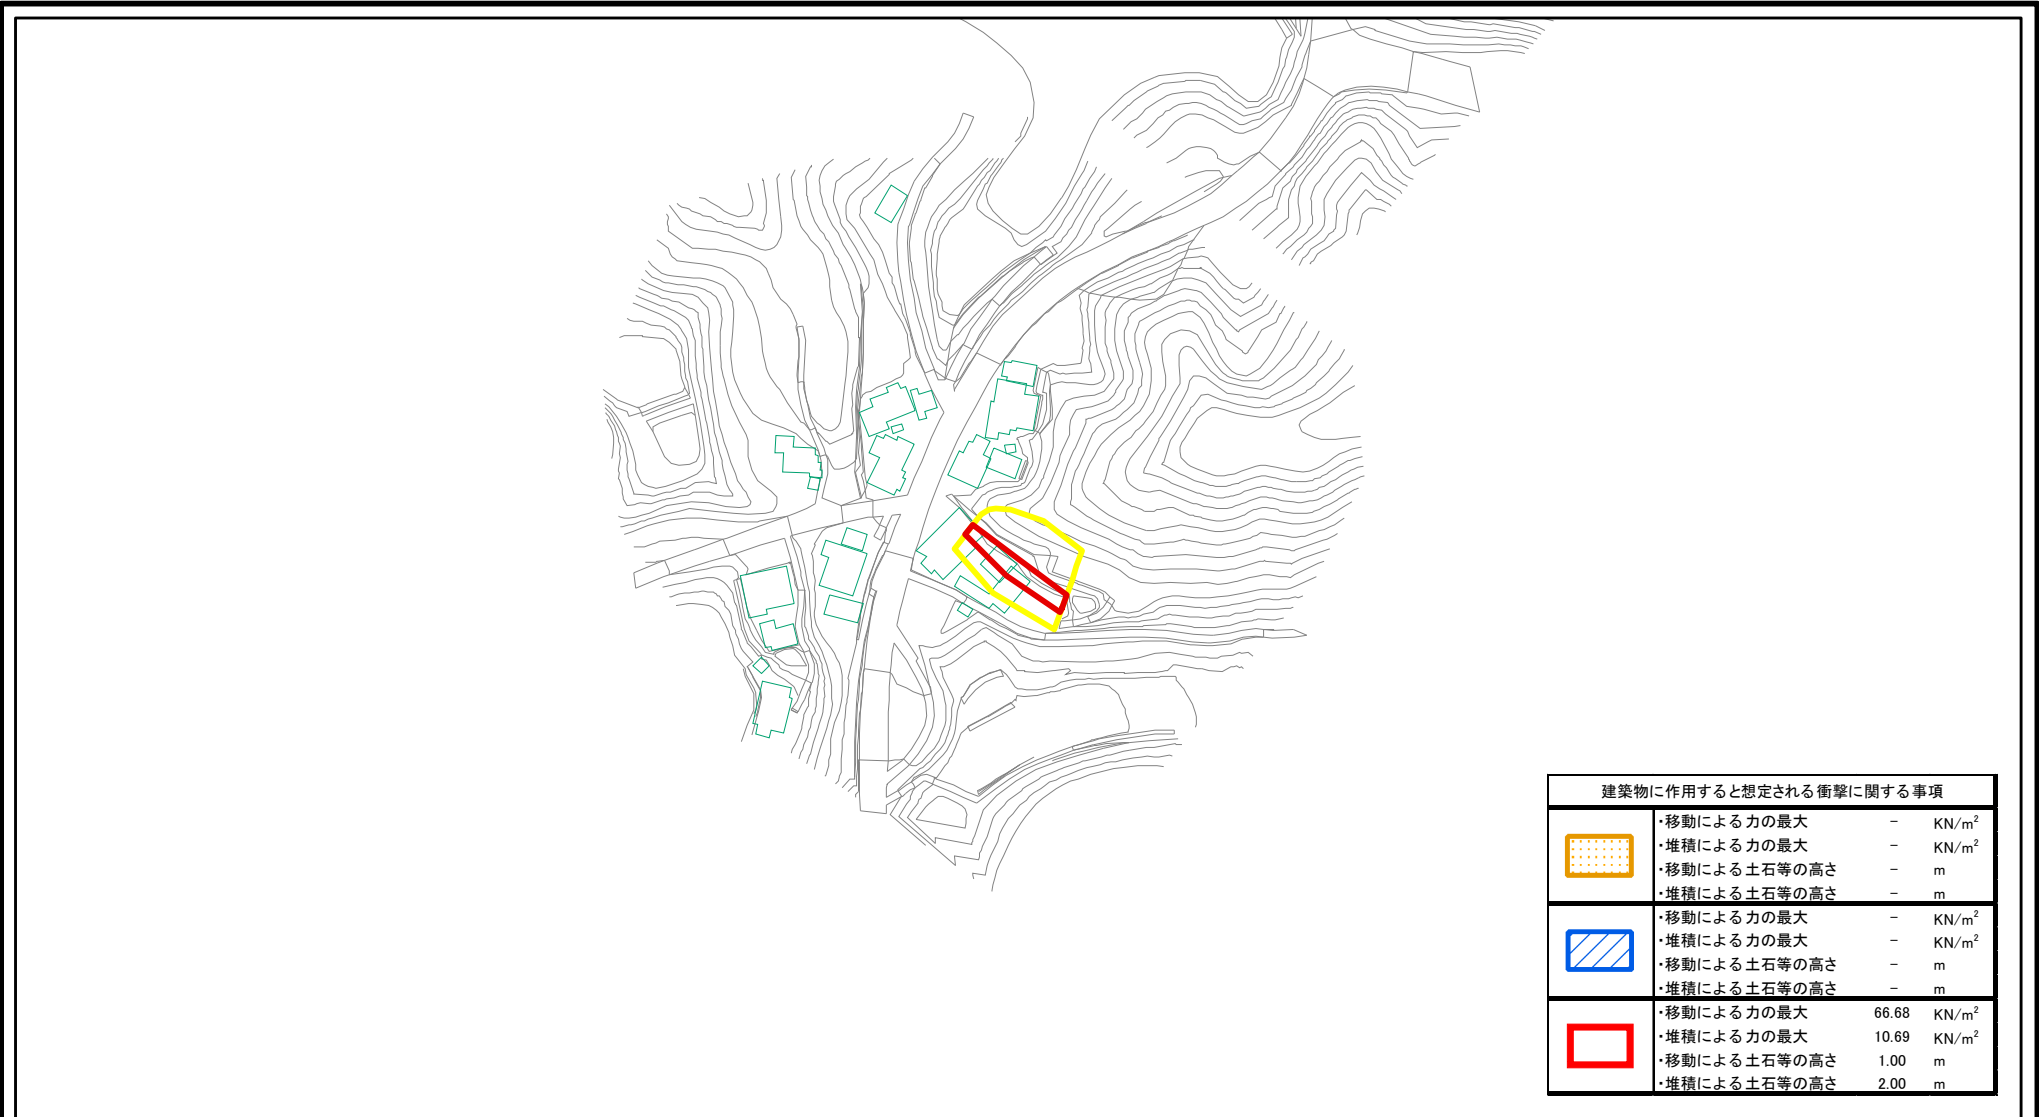 建築物に作用すると想定される衝撃に関する事項
・移動による力の最大 － KN/m²
・堆積による力の最大 － KN/m²
・移動による土石等の高さ － m
・堆積による土石等の高さ － m
・移動による力の最大 － KN/m²
・堆積による力の最大 － KN/m²
・移動による土石等の高さ － m
・堆積による土石等の高さ － m
・移動による力の最大 66.68 KN/m²
・堆積による力の最大 10.69 KN/m²
・移動による土石等の高さ 1.00 m
・堆積による土石等の高さ 2.00 m